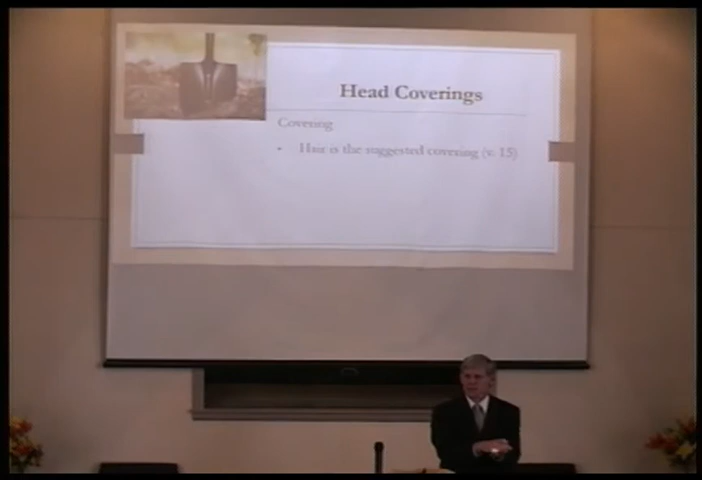 Head Coverings
Covering
• Hair is the suggested covering (v. 15)